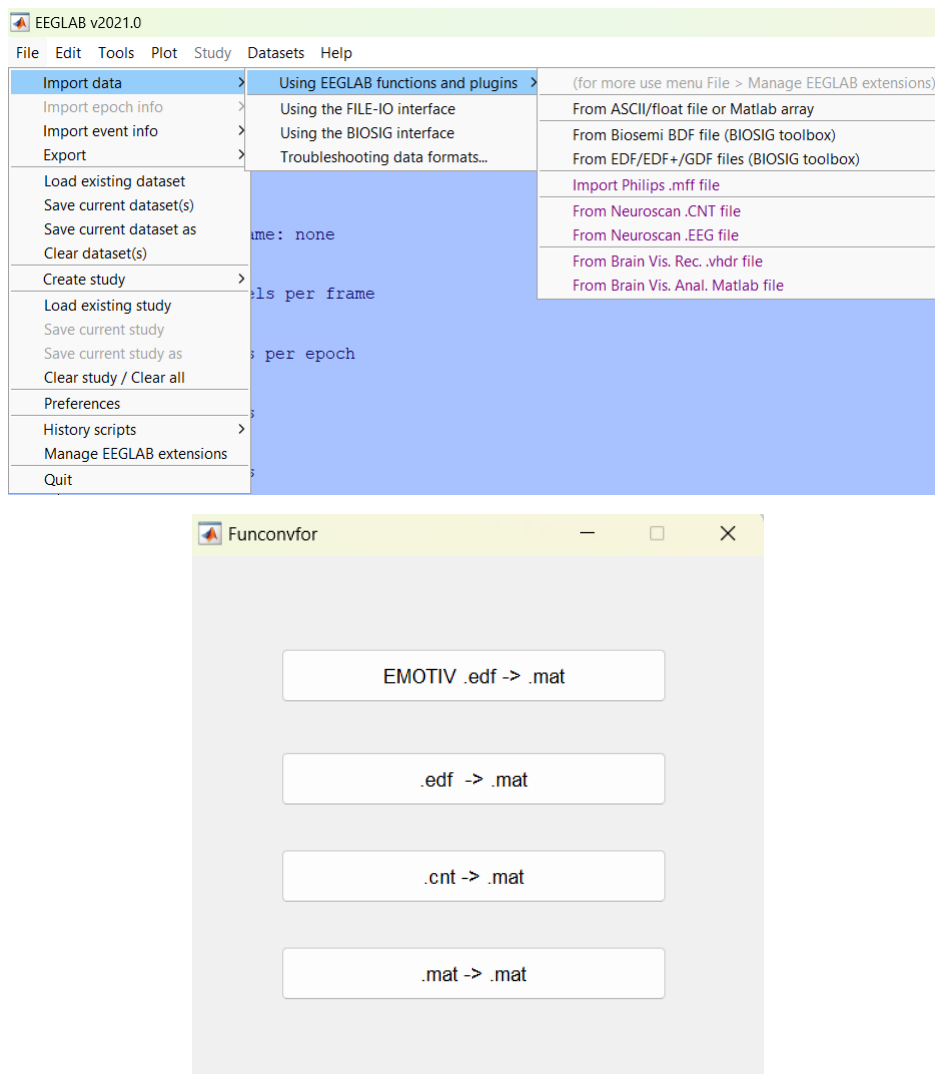 EEGLAB v2021.0
File Edit Tools Plot Study Datasets Help
Import data
Import epoch info
Import event info
Export
Load existing dataset
Save current dataset(s)
Save current dataset as
Clear dataset(s)
Create study
Load existing study
Save current study
Save current study as
Clear study / Clear all
Preferences
History scripts
Manage EEGLAB extensions
Quit
Using EEGLAB functions and plugins
Using the FILE-IO interface
Using the BIOSIG interface
Troubleshooting data formats...
(for more use menu File > Manage EEGLAB extensions)
From ASCII/float file or Matlab array
From Biosemi BDF file (BIOSIG toolbox)
From EDF/EDF+/GDF files (BIOSIG toolbox)
Import Philips .mff file
From Neuroscan .CNT file
From Neuroscan .EEG file
From Brain Vis. Rec. .vhdr file
From Brain Vis. Anal. Matlab file
ame: none
els per frame
s per epoch
s
s
Funconvfor
EMOTIV .edf -> .mat
.edf -> .mat
.cnt -> .mat
.mat -> .mat